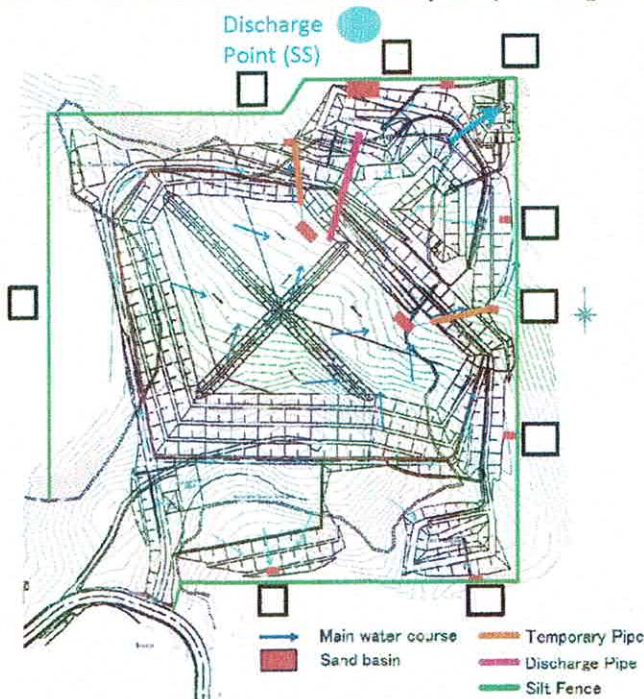 Discharge
Point (SS)
Main water course
Sand basin
Temporary Pipe
Discharge Pipe
Silt Fence